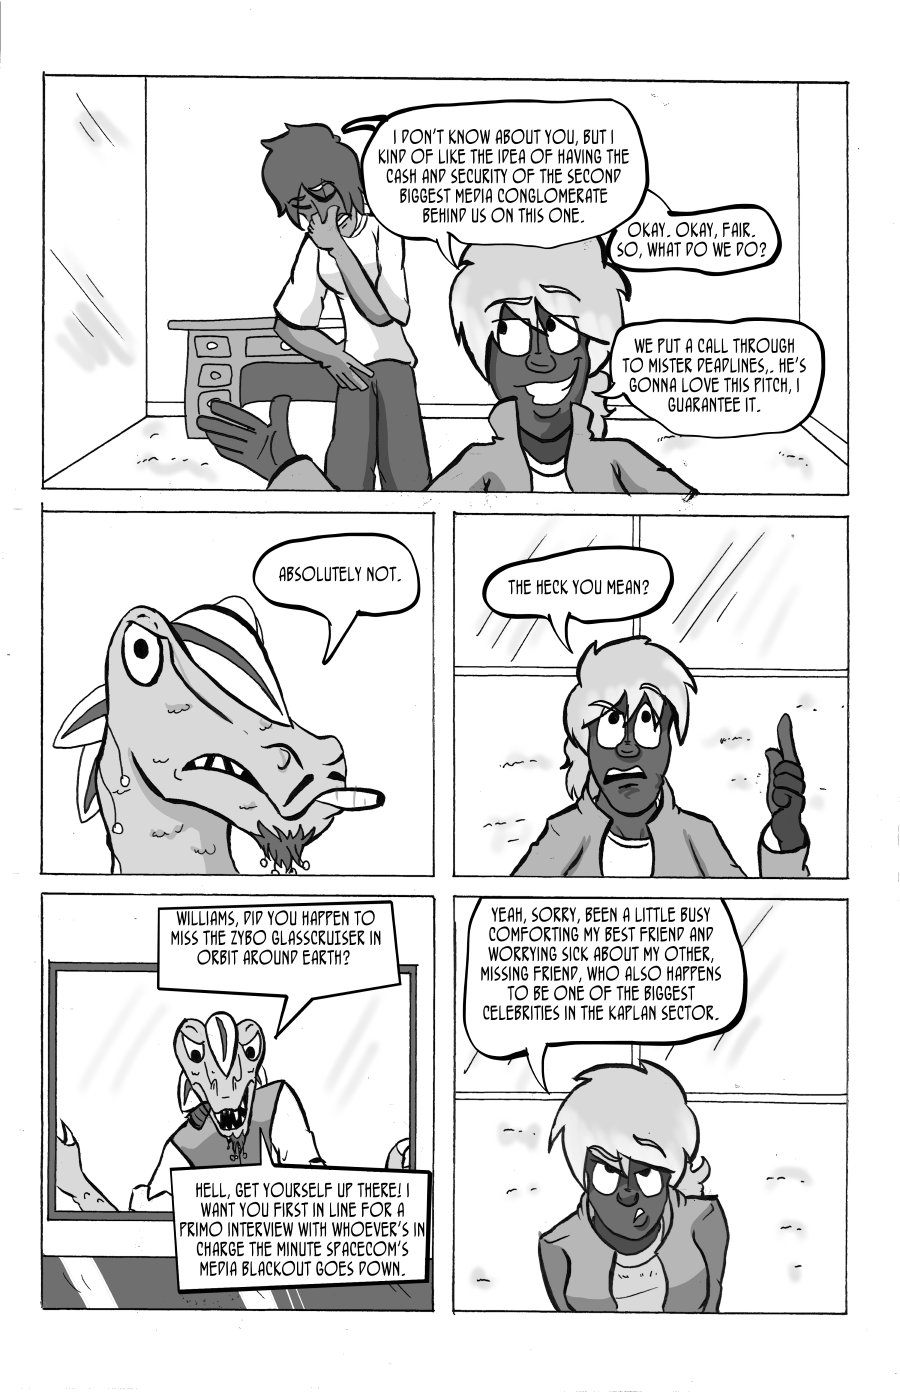 I DON'T KNOW ABOUT YOU, BUT I
KIND OF LIKE THE IDEA OF HAVING THE
CASH AND SECURITY OF THE SECOND
BIGGEST MEDIA CONGLOMERATE
BEHIND US ON THIS ONE.
OKAY. OKAY, FAIR.
SO, WHAT DO WE DO?
WE PUT A CALL THROUGH
TO MISTER DEADLINES,. HE'S
GONNA LOVE THIS PITCH, I
GUARANTEE IT.
ABSOLUTELY NOT.
THE HECK YOU MEAN?
WILLIAMS, DID YOU HAPPEN TO
MISS THE ZYBO GLASSCRUISER IN
ORBIT AROUND EARTH?
HELL, GET YOURSELF UP THERE! I
WANT YOU FIRST IN LINE FOR A
PRIMO INTERVIEW WITH WHOEVER'S IN
CHARGE THE MINUTE SPACECOM'S
MEDIA BLACKOUT GOES DOWN.
YEAH, SORRY, BEEN A LITTLE BUSY
COMFORTING MY BEST FRIEND AND
WORRYING SICK ABOUT MY OTHER,
MISSING FRIEND, WHO ALSO HAPPENS
TO BE ONE OF THE BIGGEST
CELEBRITIES IN THE KAPLAN SECTOR.